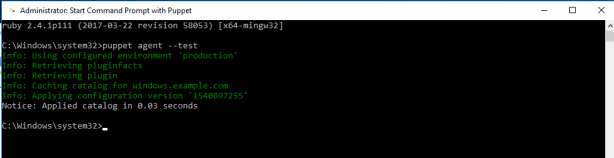 Administrator: Start Command Prompt with Puppet
ruby 2.4.1p111 (2017-03-22 revision 58053) [x64-mingw32]
C:\Windows\system32>puppet agent --test
Info: Using configured environment 'production'
Info: Retrieving pluginfacts
Info: Retrieving plugin
Info: Caching catalog for windows.example.com
Info: Applying configuration version '1540897255'
Notice: Applied catalog in 0.03 seconds
C:\Windows\system32>